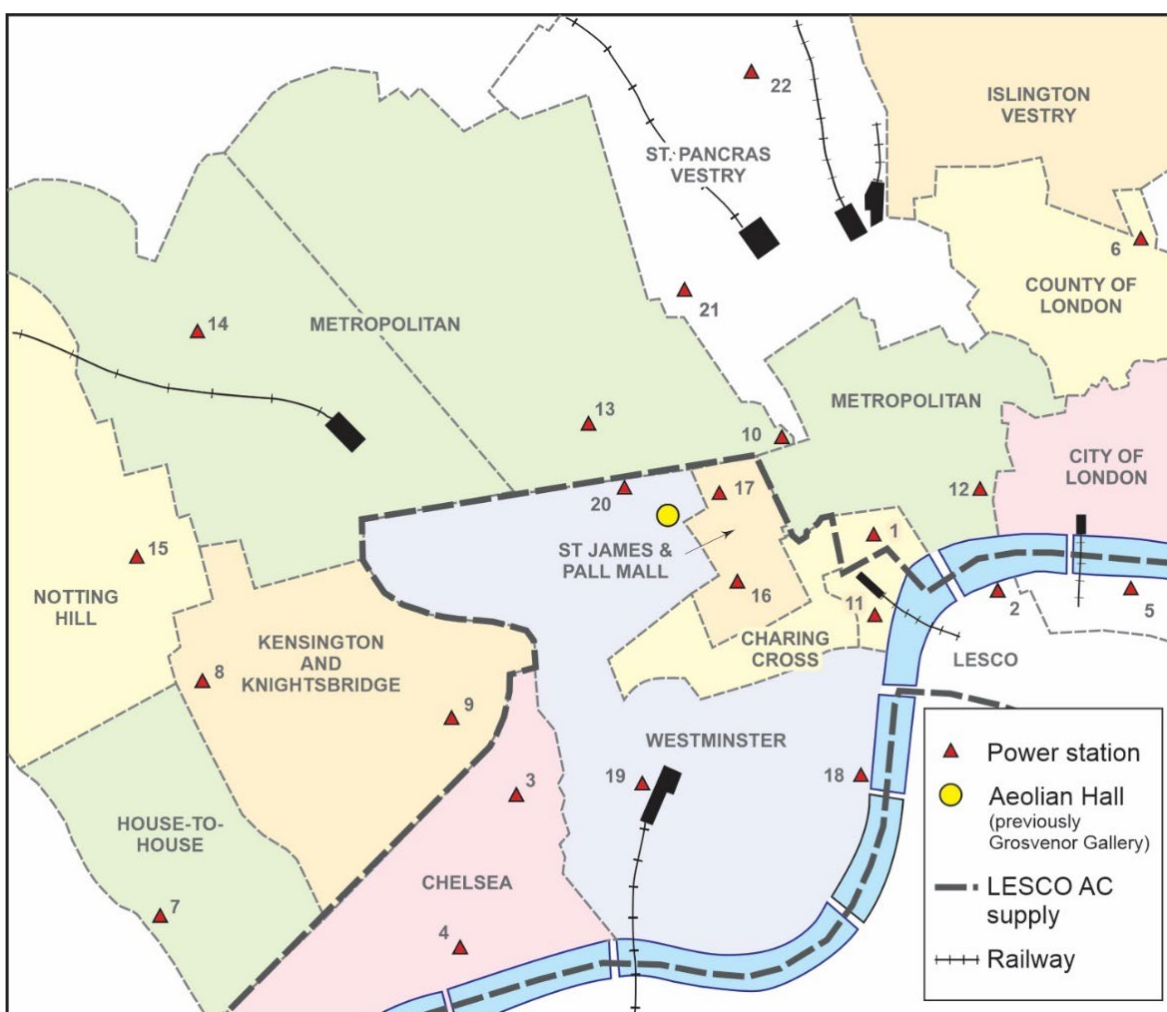 22
ISLINGTON
VESTRY
ST. PANCRAS
VESTRY
6
COUNTY OF
LONDON
21
14
METROPOLITAN
METROPOLITAN
13
10
CITY OF
LONDON
12
20
17
1
ST JAMES &
PALL MALL
15
NOTTING
HILL
16
11
2
5
KENSINGTON
AND
KNIGHTSBRIDGE
CHARING
CROSS
LESCO
8
9
WESTMINSTER
3
19
18
HOUSE-TO-
HOUSE
CHELSEA
7
4
Power station
Aeolian Hall
(previously
Grosvenor Gallery)
LESCO AC
supply
Railway